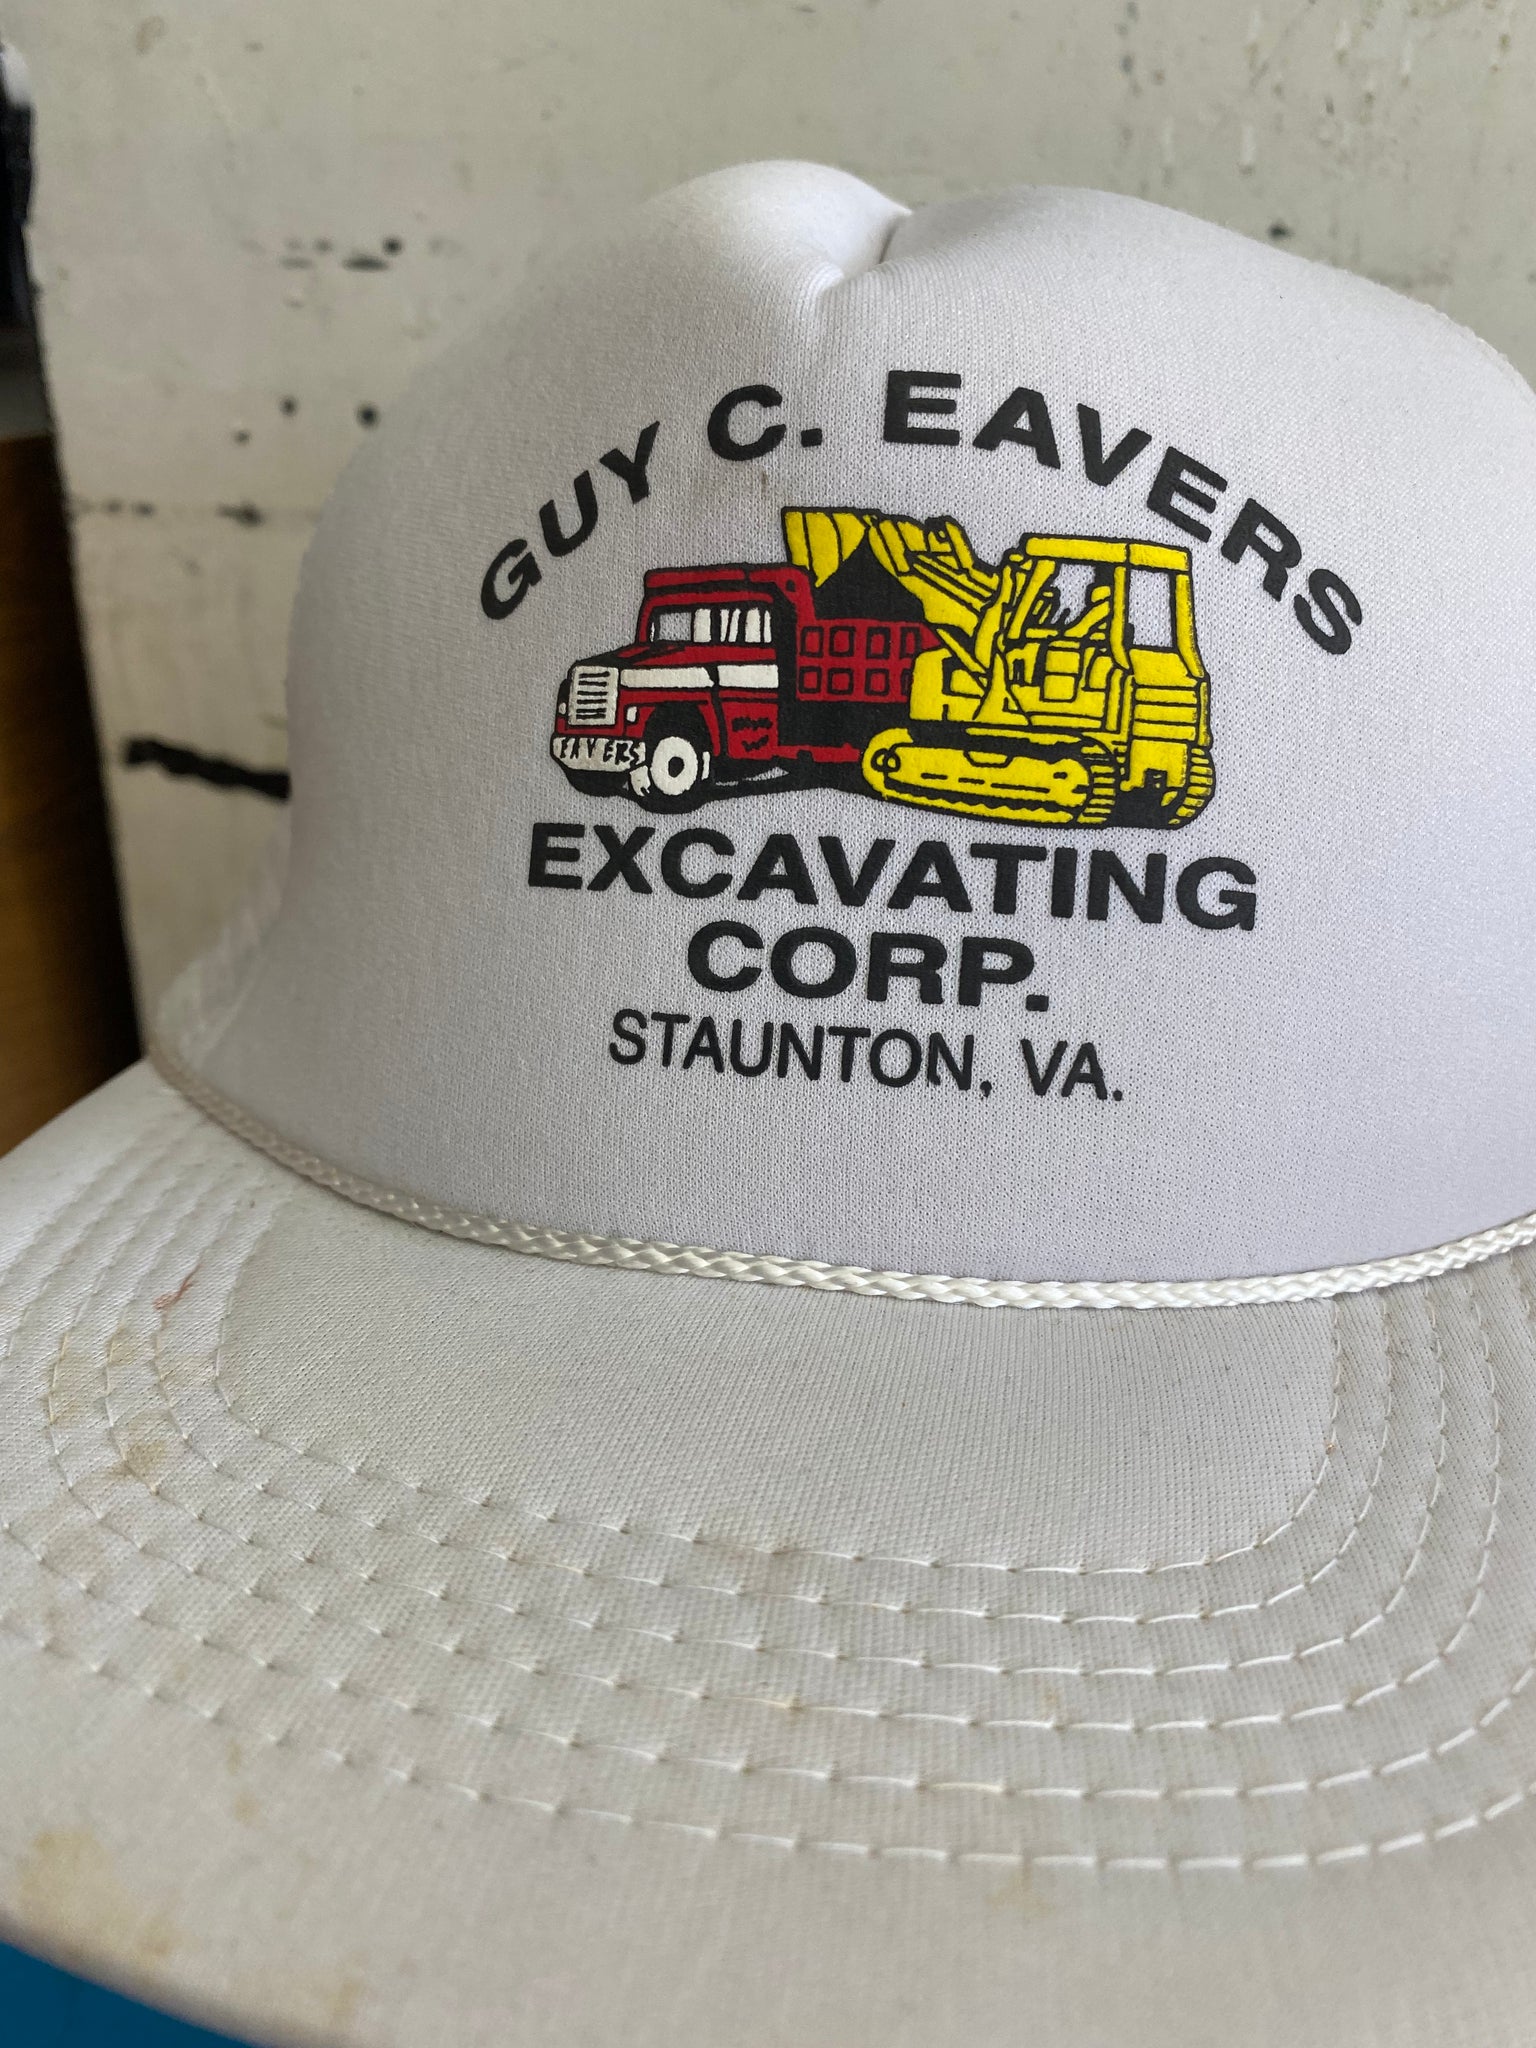 GUY C. EAVERS
EAVERS
EXCAVATING
CORP.
STAUNTON, VA.